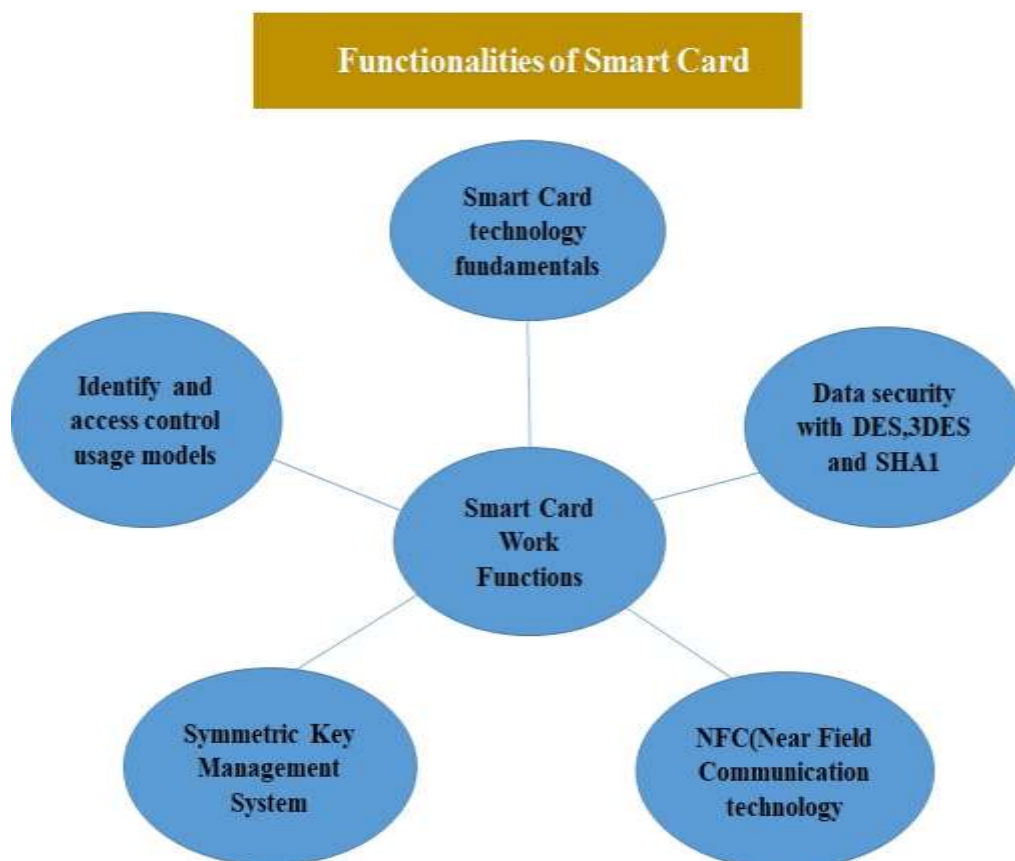 Functionalities of Smart Card
Smart Card
technology
fundamentals
Identify and
access control
usage models
Data security
with DES,3DES
and SHA1
Smart Card
Work
Functions
Symmetric Key
Management
System
NFC(Near Field
Communication
technology